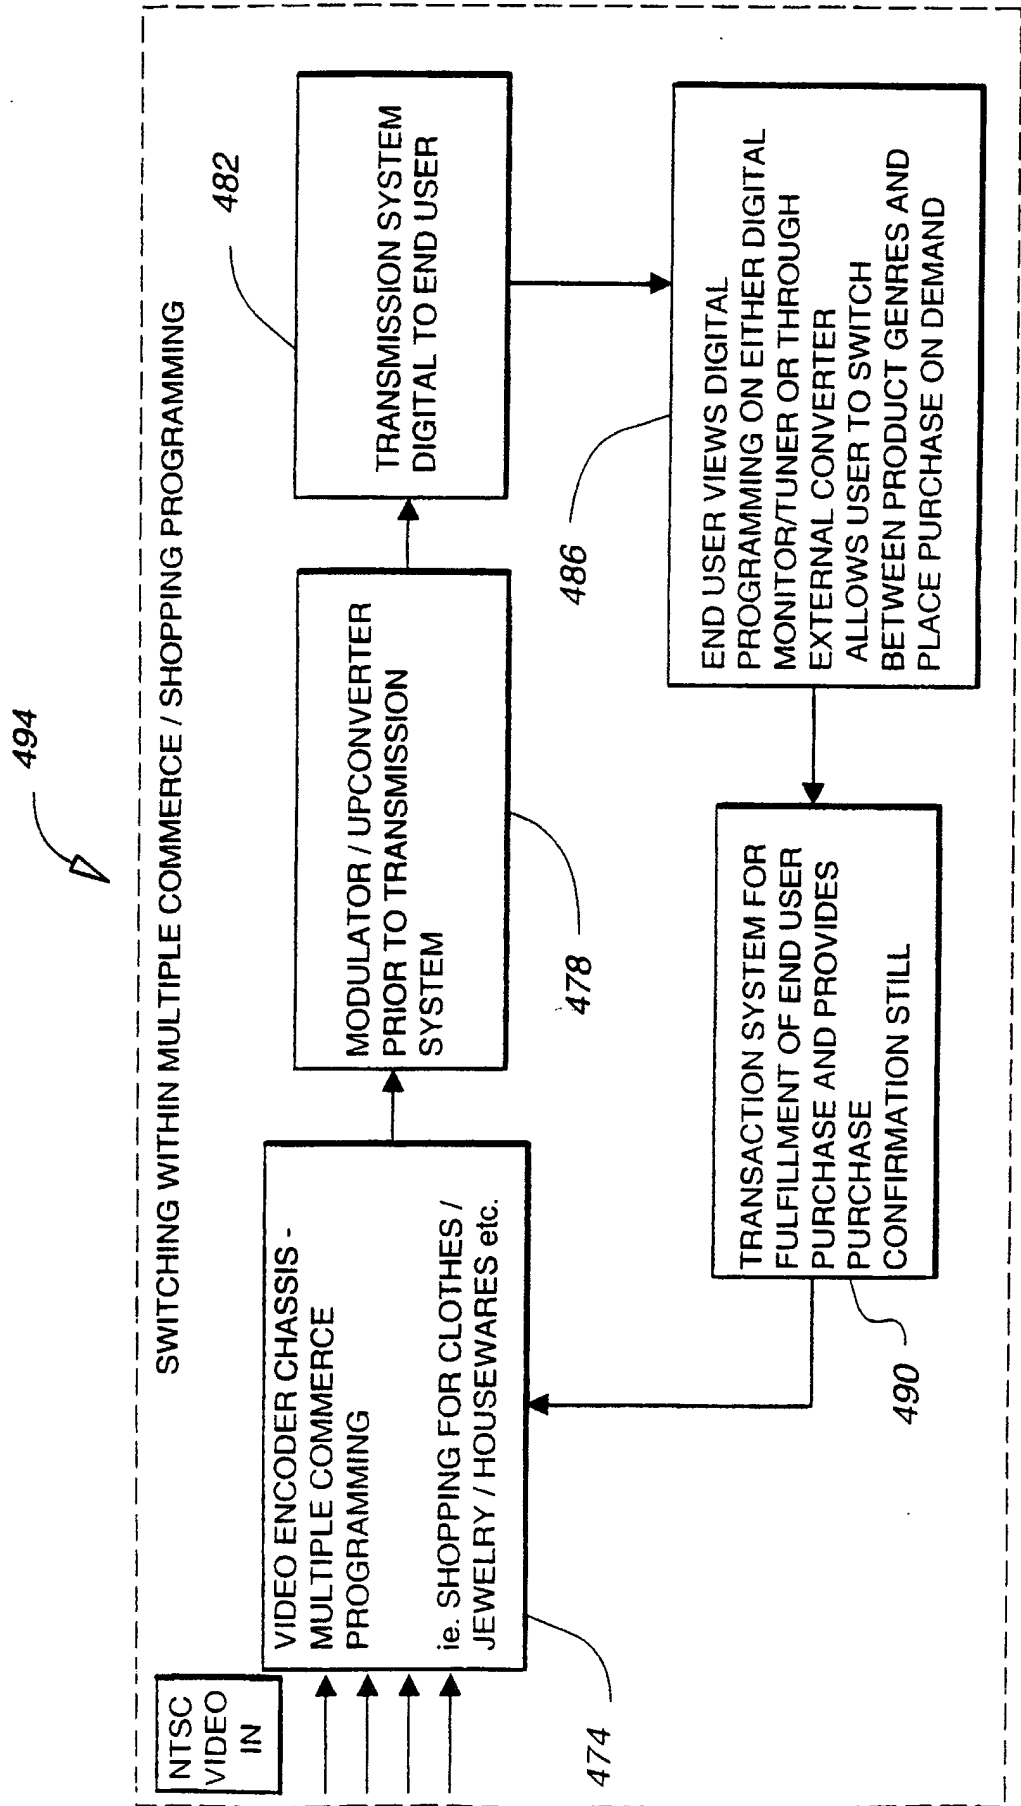 494
SWITCHING WITHIN MULTIPLE COMMERCE / SHOPPING PROGRAMMING
NTSC
VIDEO
IN
VIDEO ENCODER CHASSIS -
MULTIPLE COMMERCE
PROGRAMMING
ie. SHOPPING FOR CLOTHES /
JEWELRY / HOUSEWARES etc.
474
MODULATOR / UPCONVERTER
PRIOR TO TRANSMISSION
SYSTEM
478
TRANSMISSION SYSTEM
DIGITAL TO END USER
482
END USER VIEWS DIGITAL
PROGRAMMING ON EITHER DIGITAL
MONITOR/TUNER OR THROUGH
EXTERNAL CONVERTER
ALLOWS USER TO SWITCH
BETWEEN PRODUCT GENRES AND
PLACE PURCHASE ON DEMAND
486
TRANSACTION SYSTEM FOR
FULFILLMENT OF END USER
PURCHASE AND PROVIDES
PURCHASE
CONFIRMATION STILL
490